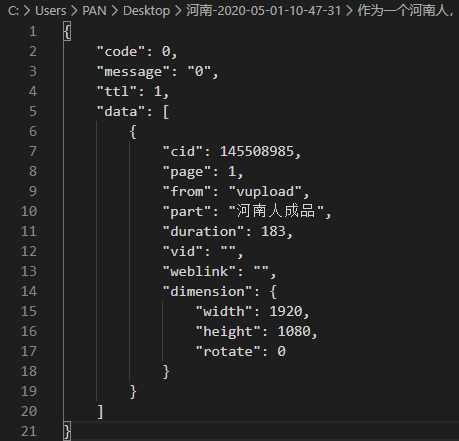 C: > Users > PAN > Desktop > 河南-2020-05-01-10-47-31 > 作为一个河南人,
1 {
2     "code": 0,
3     "message": "0",
4     "ttl": 1,
5     "data": [
6         {
7             "cid": 145508985,
8             "page": 1,
9             "from": "vupload",
10             "part": "河南人成品",
11             "duration": 183,
12             "vid": "",
13             "weblink": "",
14             "dimension": {
15                 "width": 1920,
16                 "height": 1080,
17                 "rotate": 0
18             }
19         }
20     ]
21 }